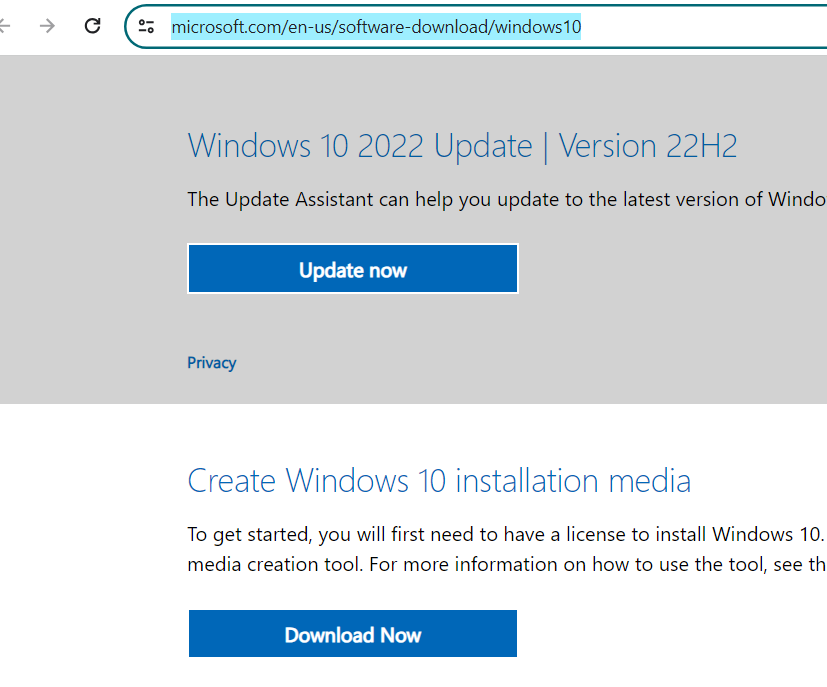 microsoft.com/en-us/software-download/windows10
Windows 10 2022 Update | Version 22H2
The Update Assistant can help you update to the latest version of Windo
Update now
Privacy
Create Windows 10 installation media
To get started, you will first need to have a license to install Windows 10.
media creation tool. For more information on how to use the tool, see th
Download Now